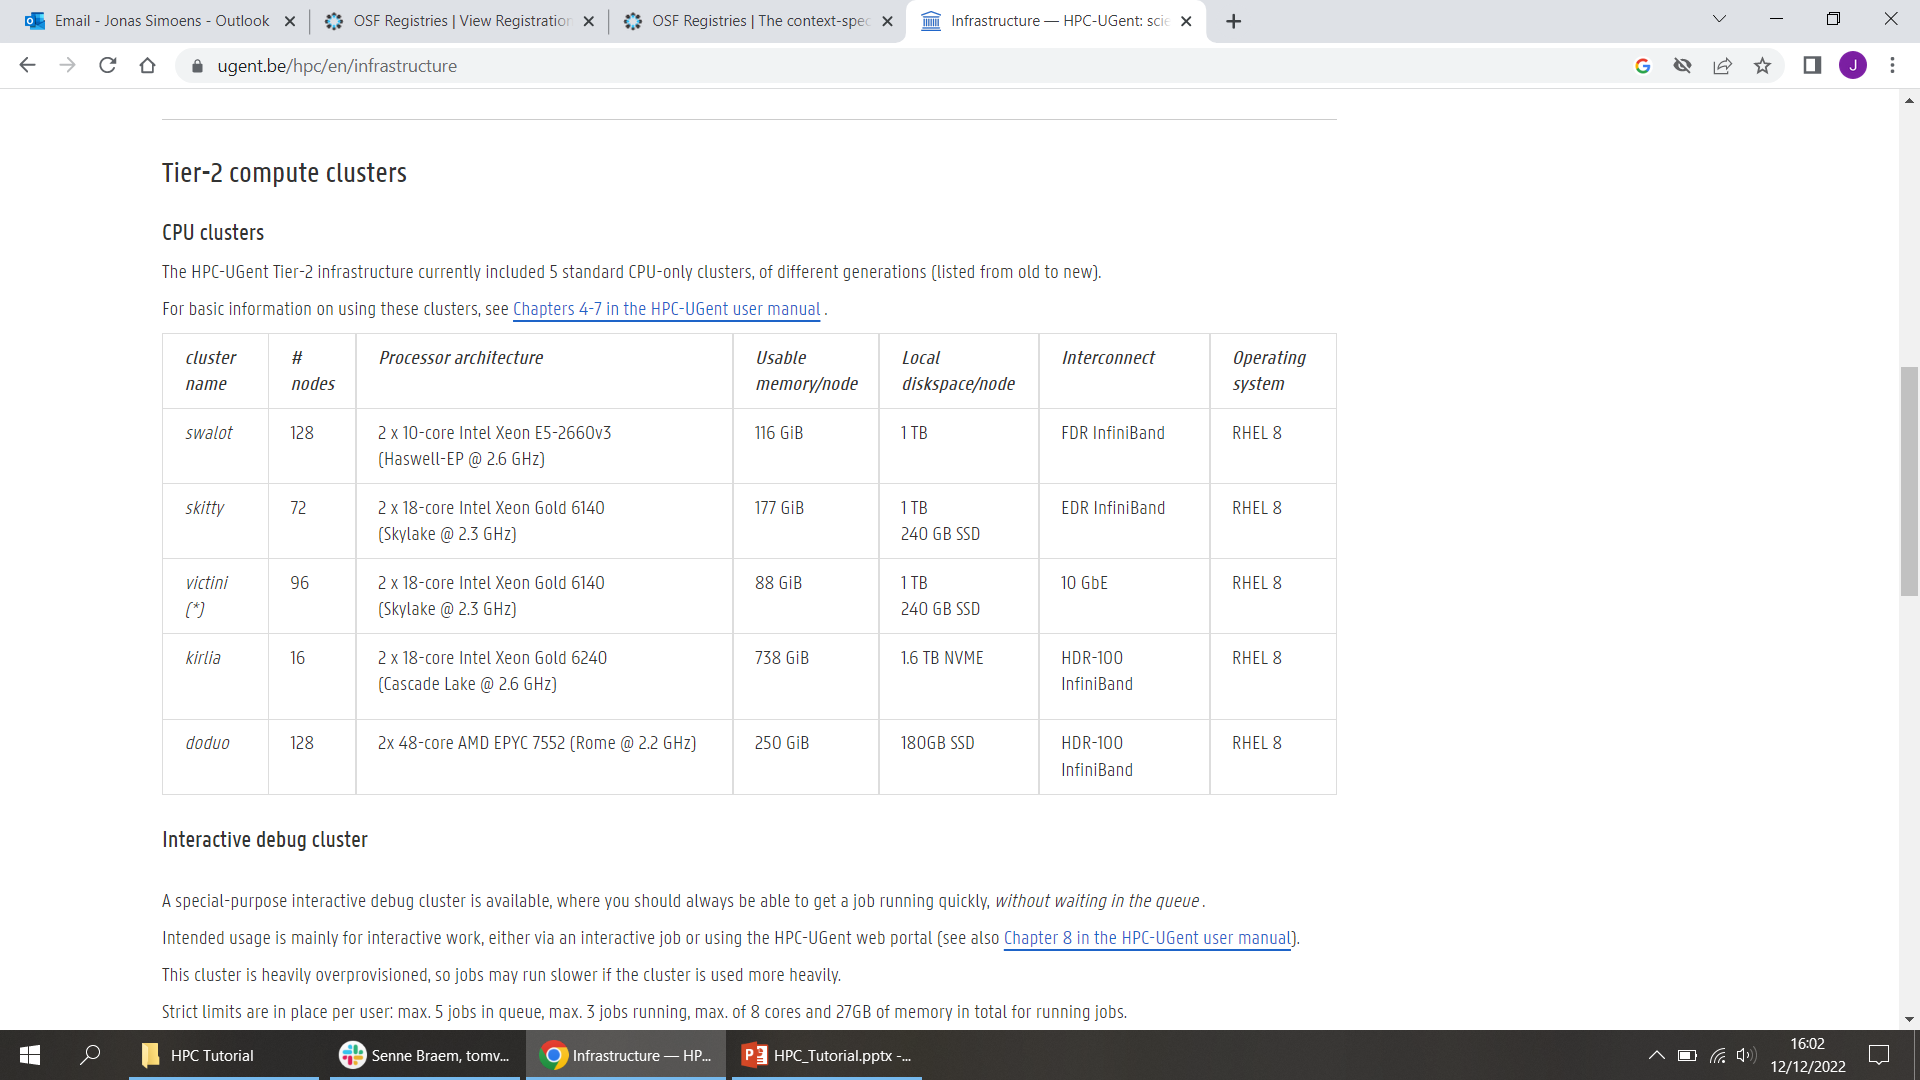 Email - Jonas Simoens - Outlook
OSF Registries | View Registration
OSF Registries | The context-spec
Infrastructure — HPC-UGent: scie
ugent.be/hpc/en/infrastructure
J
Tier-2 compute clusters
CPU clusters
The HPC-UGent Tier-2 infrastructure currently included 5 standard CPU-only clusters, of different generations (listed from old to new).
For basic information on using these clusters, see Chapters 4-7 in the HPC-UGent user manual .
cluster name # nodes Processor architecture Usable memory/node Local diskspace/node Interconnect Operating system
swalot 128 2 x 10-core Intel Xeon E5-2660v3 (Haswell-EP @ 2.6 GHz) 116 GiB 1 TB FDR InfiniBand RHEL 8
skitty 72 2 x 18-core Intel Xeon Gold 6140 (Skylake @ 2.3 GHz) 177 GiB 1 TB 240 GB SSD EDR InfiniBand RHEL 8
victini (*) 96 2 x 18-core Intel Xeon Gold 6140 (Skylake @ 2.3 GHz) 88 GiB 1 TB 240 GB SSD 10 GbE RHEL 8
kirlia 16 2 x 18-core Intel Xeon Gold 6240 (Cascade Lake @ 2.6 GHz) 738 GiB 1.6 TB NVME HDR-100 InfiniBand RHEL 8
doduo 128 2x 48-core AMD EPYC 7552 (Rome @ 2.2 GHz) 250 GiB 180GB SSD HDR-100 InfiniBand RHEL 8
Interactive debug cluster
A special-purpose interactive debug cluster is available, where you should always be able to get a job running quickly, without waiting in the queue .
Intended usage is mainly for interactive work, either via an interactive job or using the HPC-UGent web portal (see also Chapter 8 in the HPC-UGent user manual).
This cluster is heavily overprovisioned, so jobs may run slower if the cluster is used more heavily.
Strict limits are in place per user: max. 5 jobs in queue, max. 3 jobs running, max. of 8 cores and 27GB of memory in total for running jobs.
HPC Tutorial
Senne Braem, tomv...
Infrastructure — HP...
HPC_Tutorial.pptx -...
16:02
12/12/2022